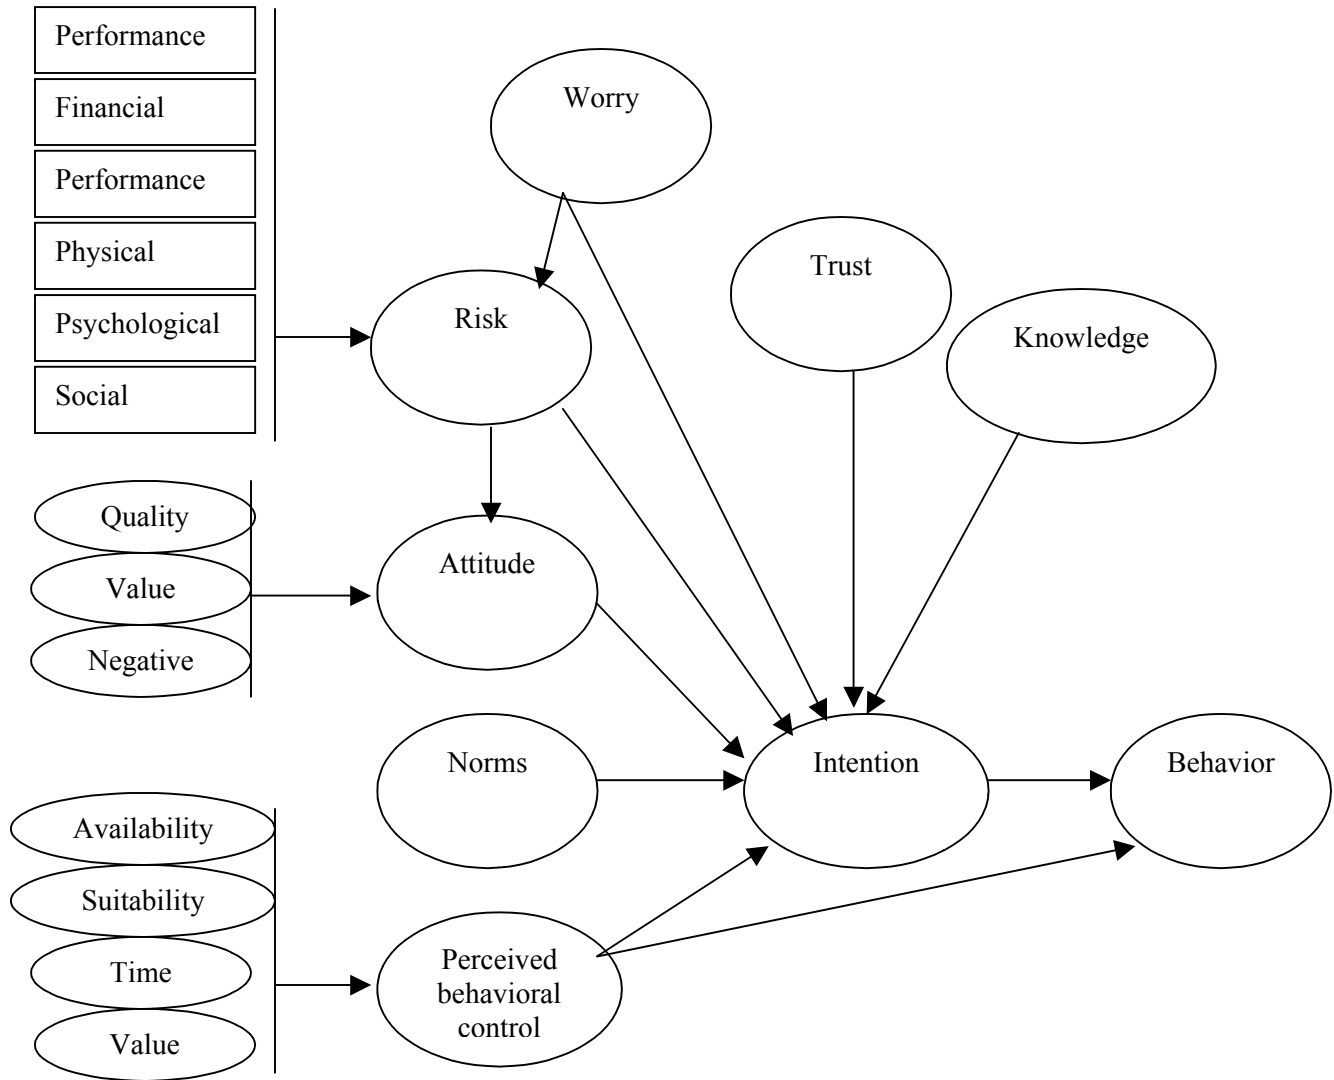 Performance
Financial
Performance
Physical
Psychological
Social
Worry
Risk
Trust
Knowledge
Quality
Value
Negative
Attitude
Norms
Intention
Behavior
Availability
Suitability
Time
Value
Perceived
behavioral
control